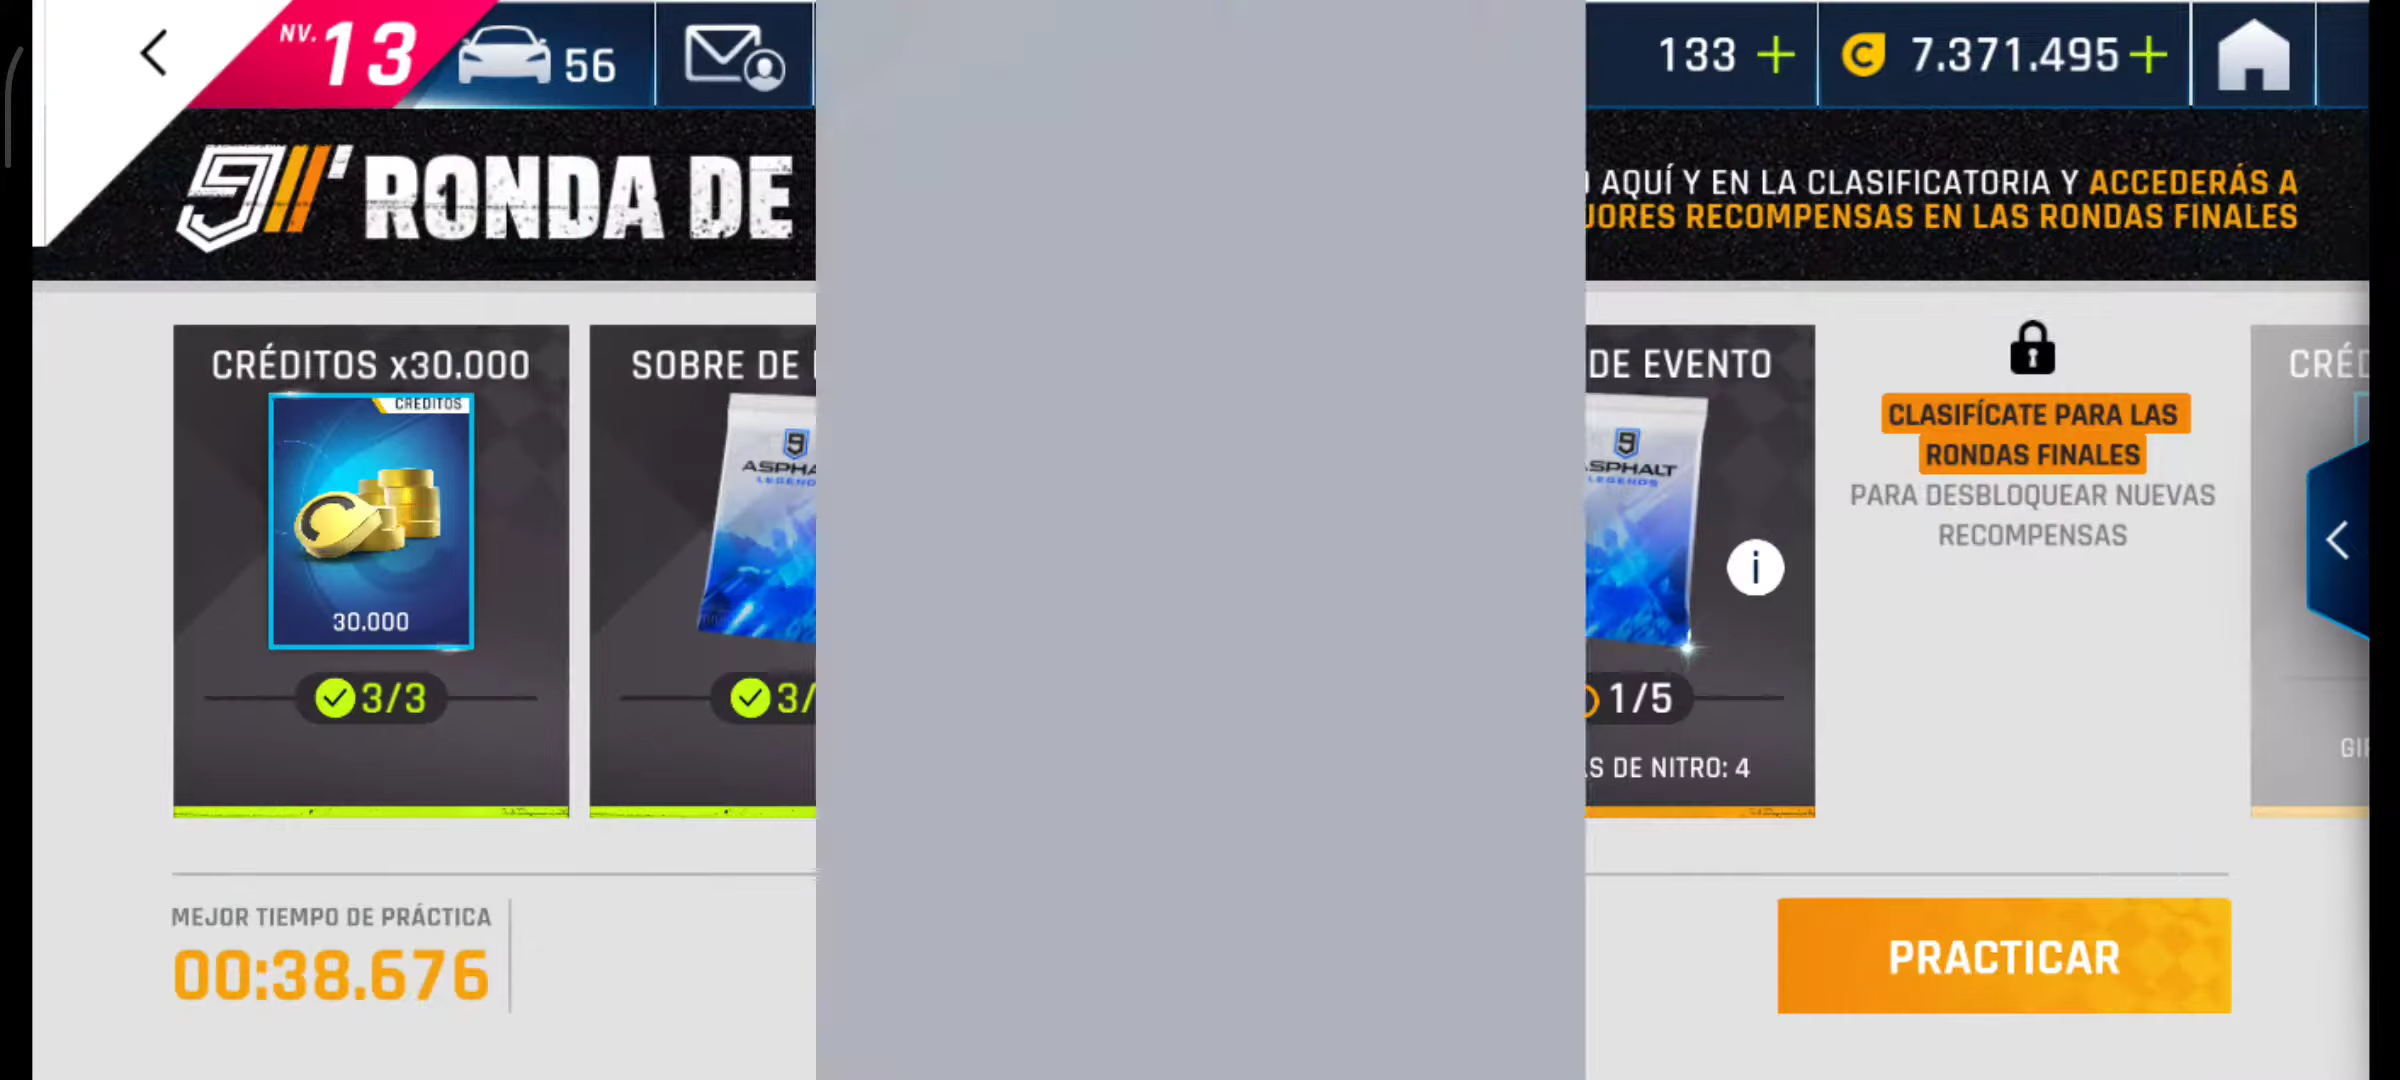 NV. 13
56
133
7.371.495
RONDA DE
AQUÍ Y EN LA CLASIFICATORIA Y ACCEDERÁS A
RECOMPENSAS EN LAS RONDAS FINALES
CRÉDITOS x30.000
CRÉDITOS
30.000
3/3
SOBRE DE
LEGENDS
DE EVENTO
LEGENDS
1/5
DE NITRO: 4
CLASIFÍCATE PARA LAS
RONDAS FINALES
PARA DESBLOQUEAR NUEVAS
RECOMPENSAS
MEJOR TIEMPO DE PRÁCTICA
00:38.676
PRACTICAR